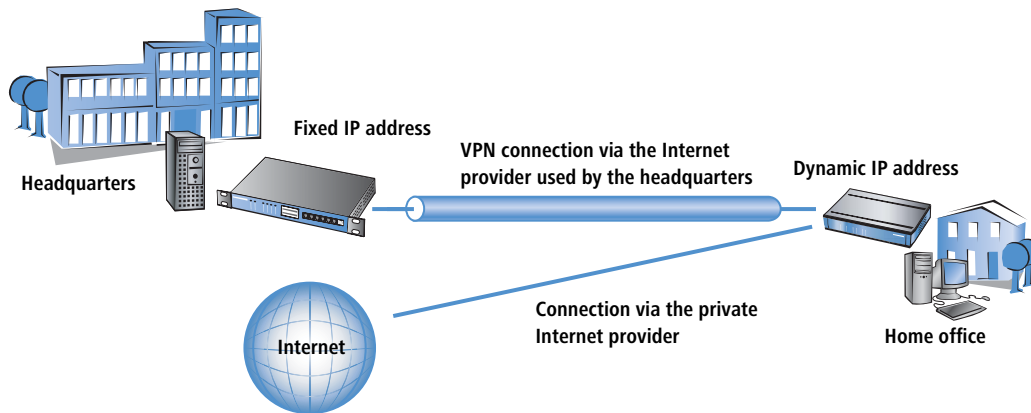 Fixed IP address
Headquarters
VPN connection via the Internet
provider used by the headquarters
Dynamic IP address
Internet
Connection via the private
Internet provider
Home office